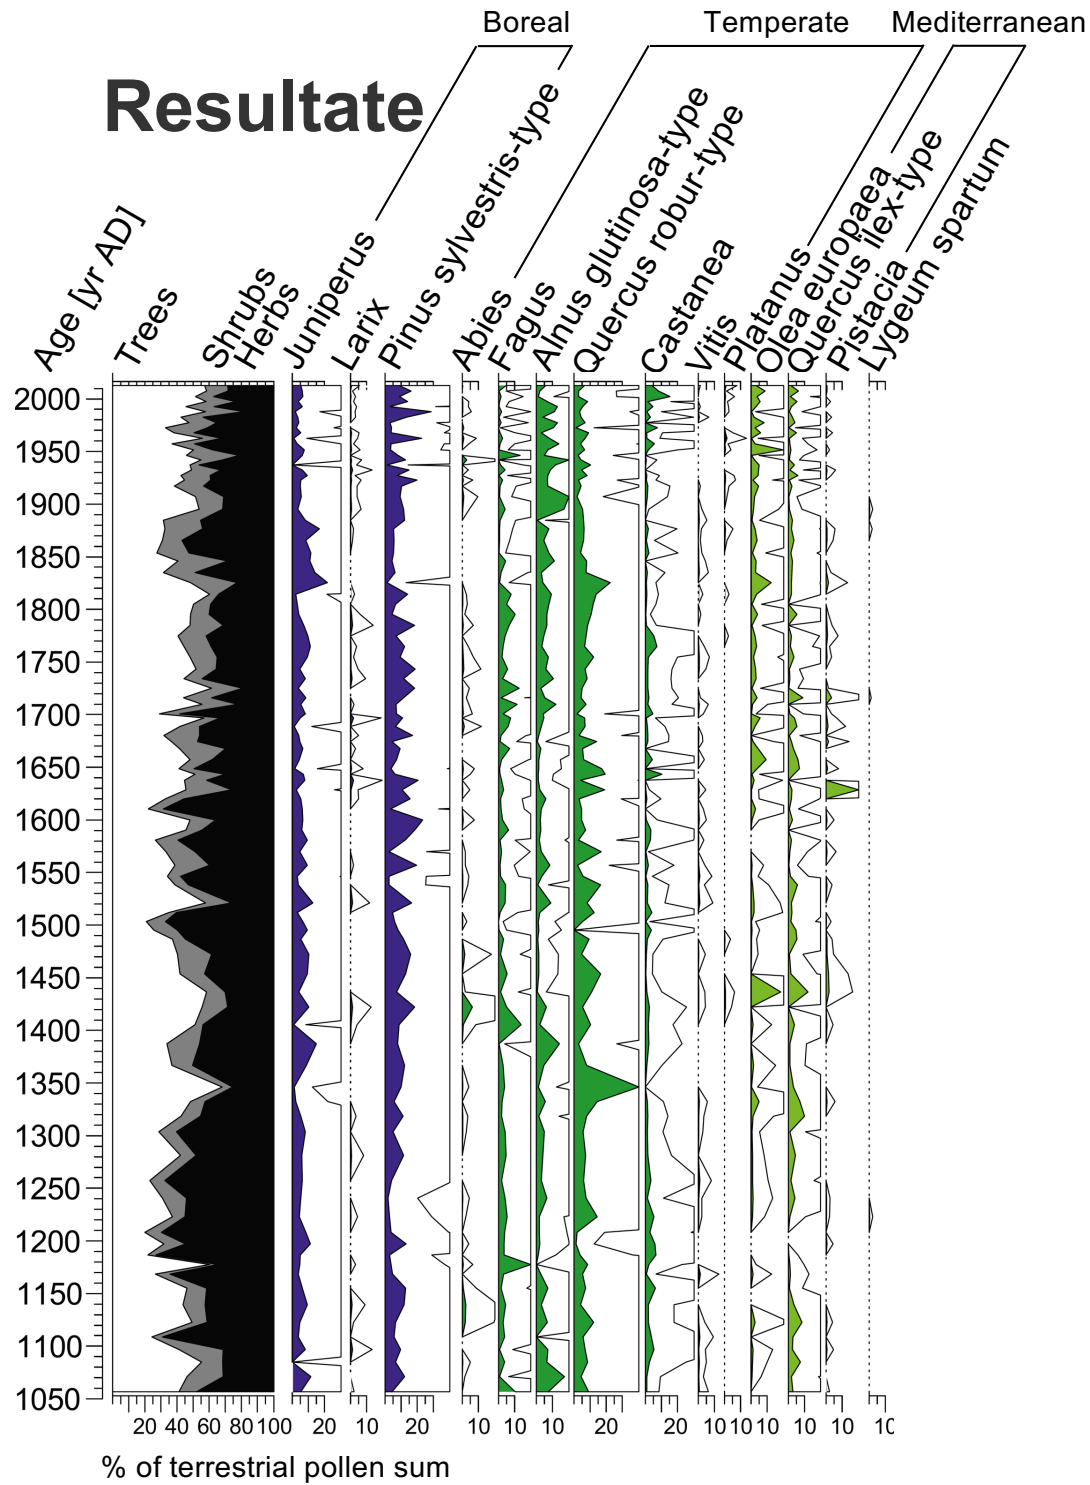 Boreal Temperate Mediterranean
Resultate
Age [yr AD]
Trees
Shrubs
Herbs
Juniperus
Larix
Pinus sylvestris-type
Abies
Fagus
Alnus glutinosa-type
Quercus robur-type
Castanea
Vitis
Platanus
Olea europaea
Quercus ilex-type
Pistacia
Lygeum spartum
2000
1950
1900
1850
1800
1750
1700
1650
1600
1550
1500
1450
1400
1350
1300
1250
1200
1150
1100
1050
20 40 60 80 100 20 10 20 10 10 10 20 20 10 10 10 10 10 10
% of terrestrial pollen sum